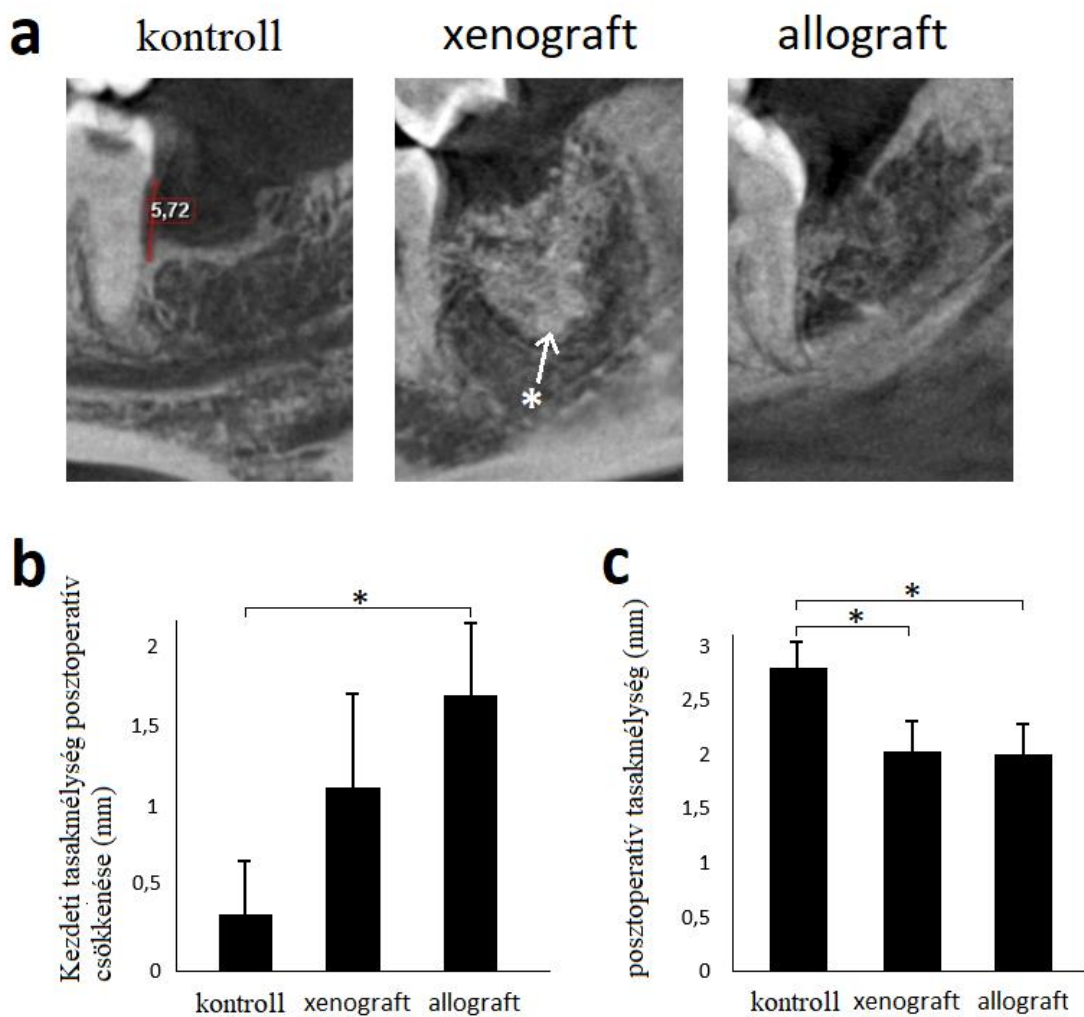 a
kontroll
xenograft
allograft
5,72
*
b
Kezdeti tasakmélység posztoperatív
csökkenése (mm)
2
1,5
1
0,5
0
*
kontroll
xenograft
allograft
c
posztoperatív tasakmélység (mm)
3
2,5
2
1,5
1
0,5
0
*
*
kontroll
xenograft
allograft